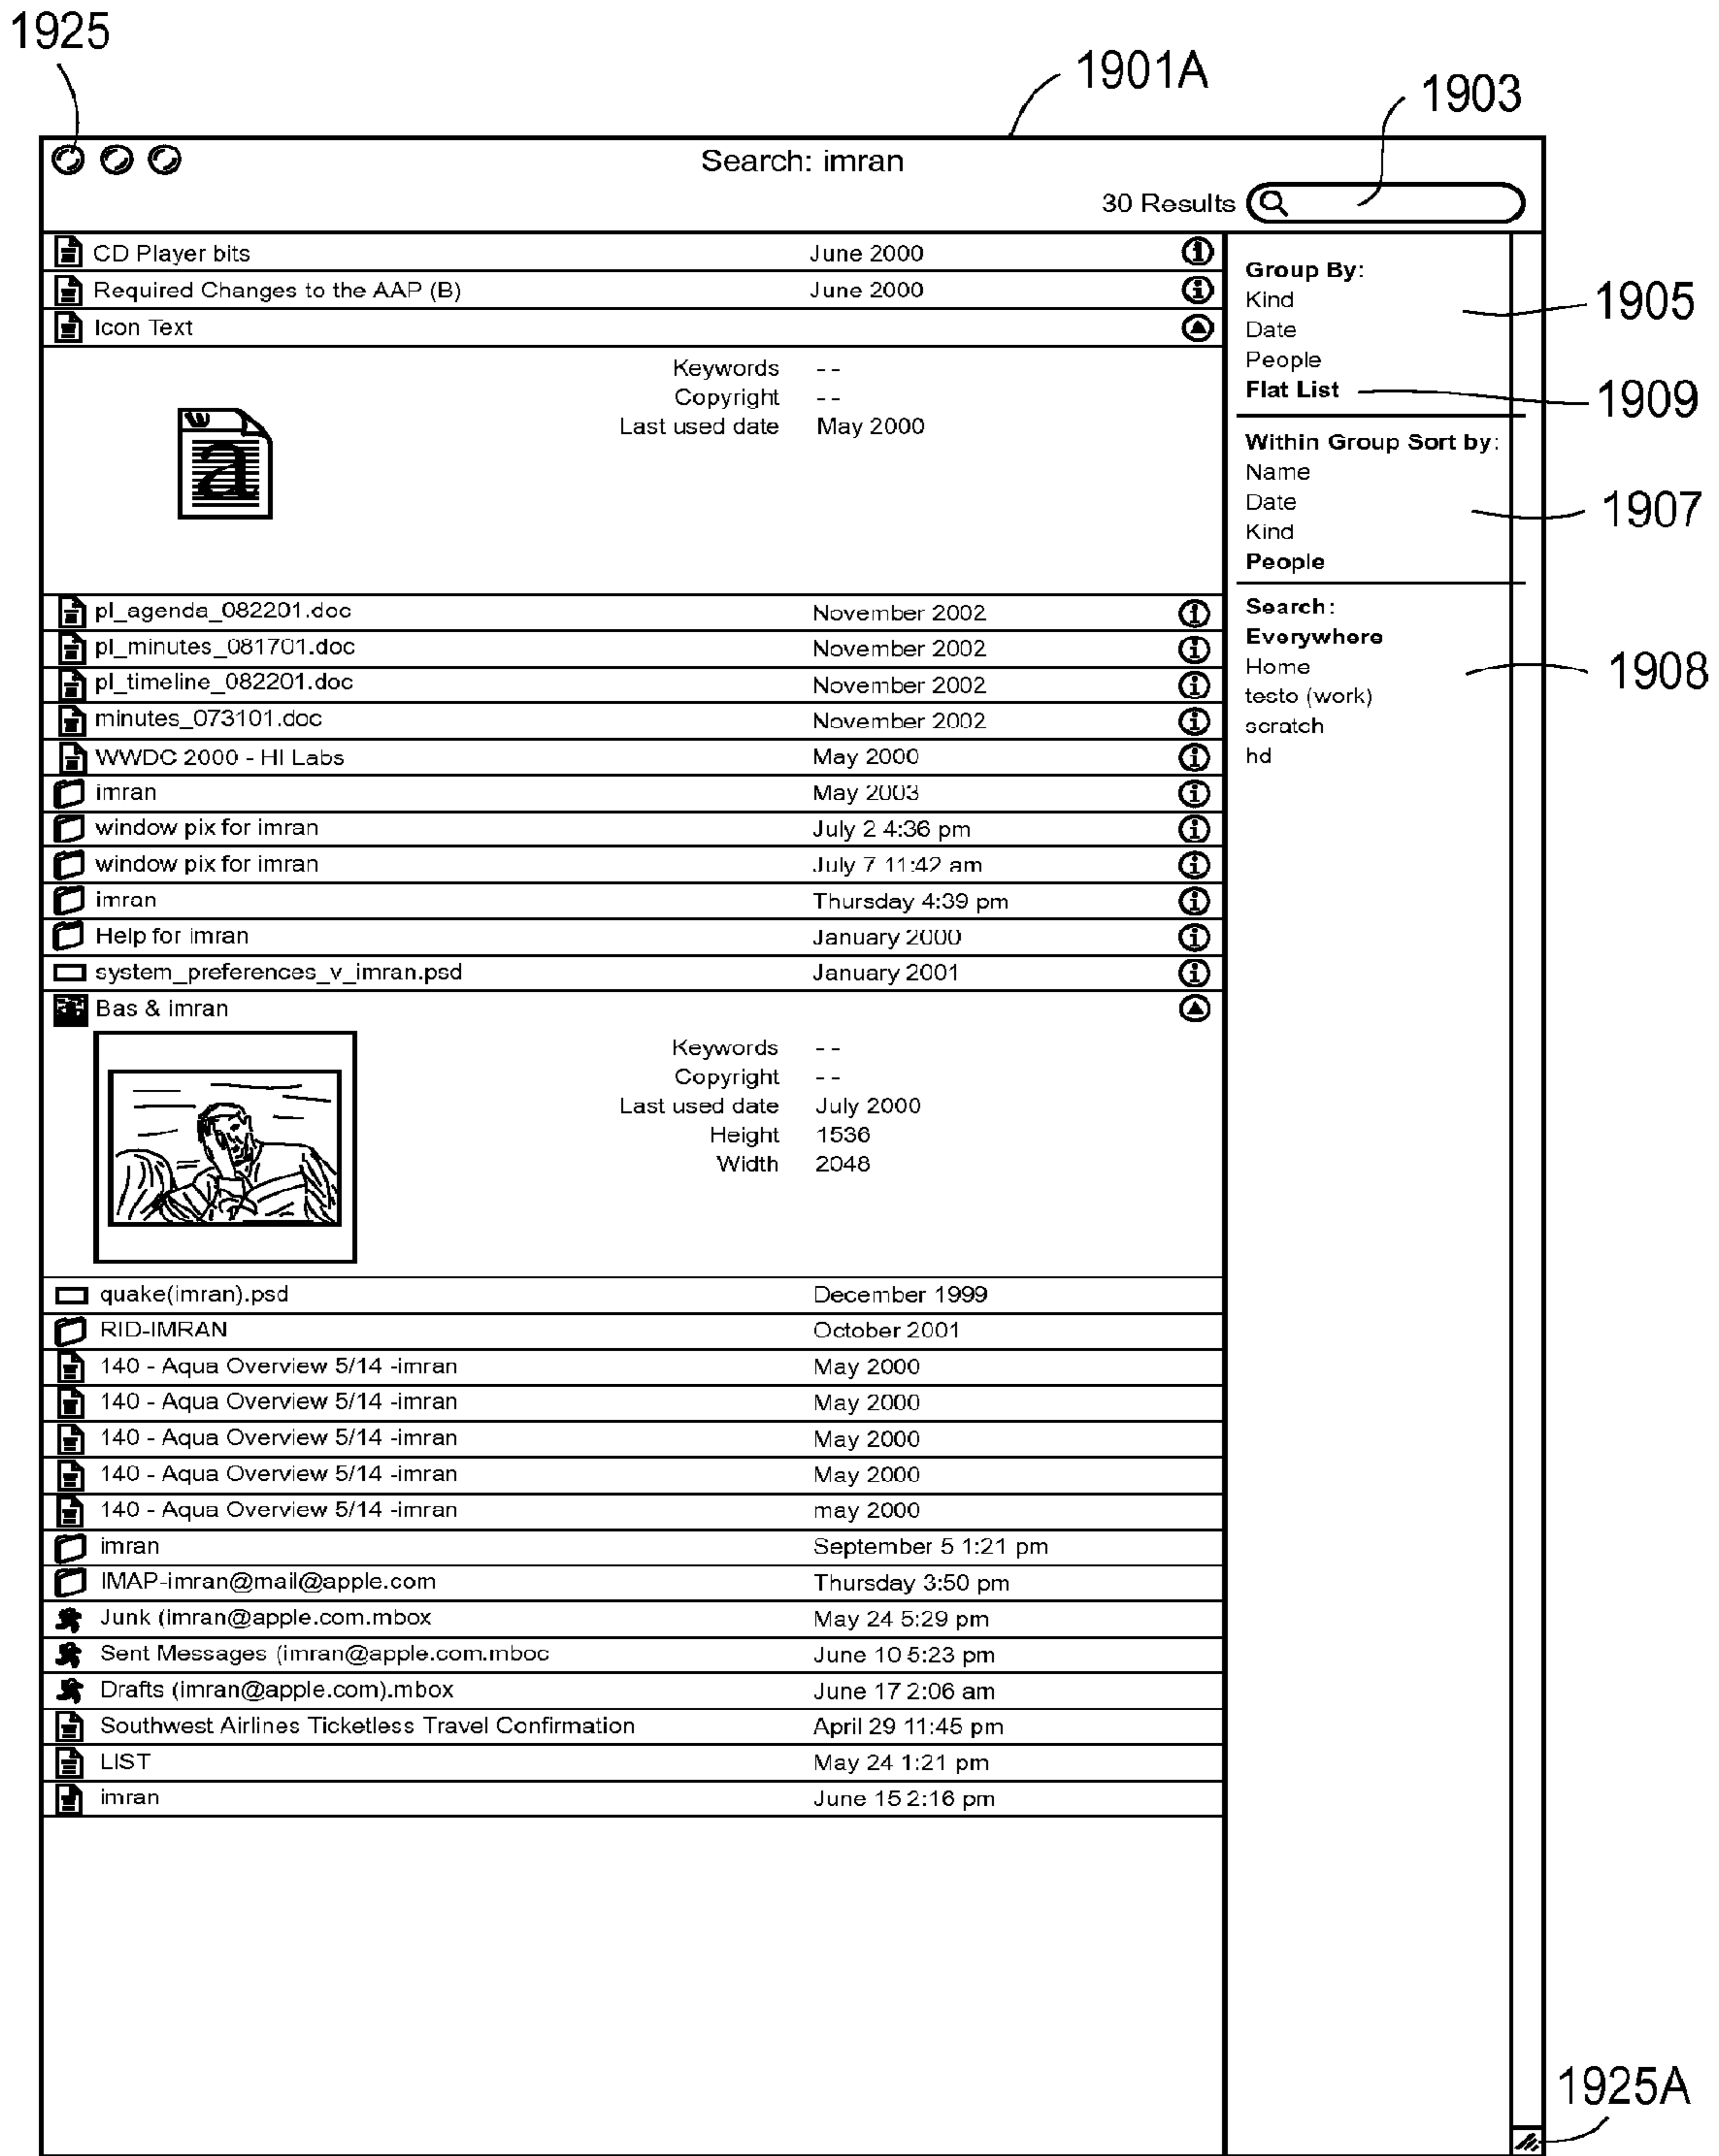 1925
1901A
1903
Search: imran
30 Results
CD Player bits June 2000
Required Changes to the AAP (B) June 2000
Icon Text
Keywords - -
Copyright - -
Last used date May 2000
pl_agenda_082201.doc November 2002
pl_minutes_081701.doc November 2002
pl_timeline_082201.doc November 2002
minutes_073101.doc November 2002
WWDC 2000 - HI Labs May 2000
imran May 2003
window pix for imran July 2 4:36 pm
window pix for imran July 7 11:42 am
imran Thursday 4:39 pm
Help for imran January 2000
system_preferences_v_imran.psd January 2001
Bas & imran
Keywords - -
Copyright - -
Last used date July 2000
Height 1536
Width 2048
quake(imran).psd December 1999
RID-IMRAN October 2001
140 - Aqua Overview 5/14 -imran May 2000
140 - Aqua Overview 5/14 -imran May 2000
140 - Aqua Overview 5/14 -imran May 2000
140 - Aqua Overview 5/14 -imran May 2000
140 - Aqua Overview 5/14 -imran may 2000
imran September 5 1:21 pm
IMAP-imran@mail@apple.com Thursday 3:50 pm
Junk (imran@apple.com.mbox May 24 5:29 pm
Sent Messages (imran@apple.com.mboc June 10 5:23 pm
Drafts (imran@apple.com).mbox June 17 2:06 am
Southwest Airlines Ticketless Travel Confirmation April 29 11:45 pm
LIST May 24 1:21 pm
imran June 15 2:16 pm
Group By:
Kind
Date
People
Flat List
Within Group Sort by:
Name
Date
Kind
People
Search:
Everywhere
Home
testo (work)
scratch
hd
1905
1909
1907
1908
1925A